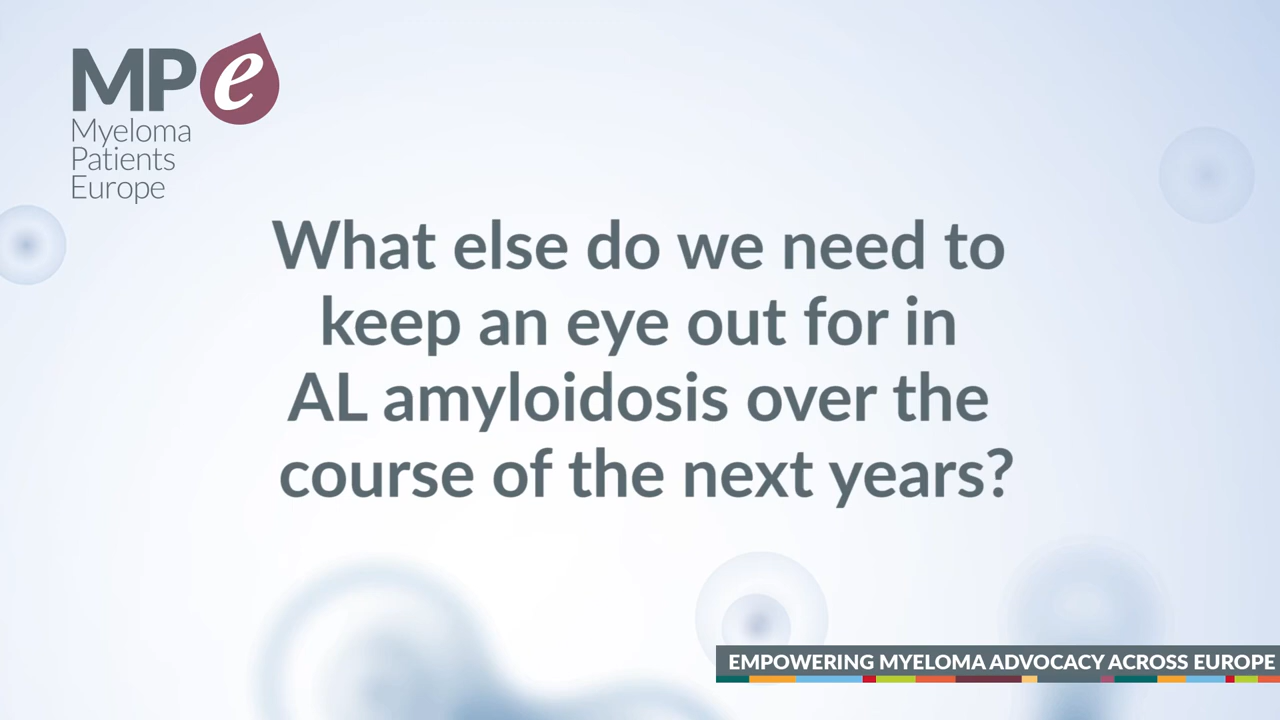 MPe
Myeloma
Patients
Europe
What else do we need to
keep an eye out for in
AL amyloidosis over the
course of the next years?
EMPOWERING MYELOMA ADVOCACY ACROSS EUROPE